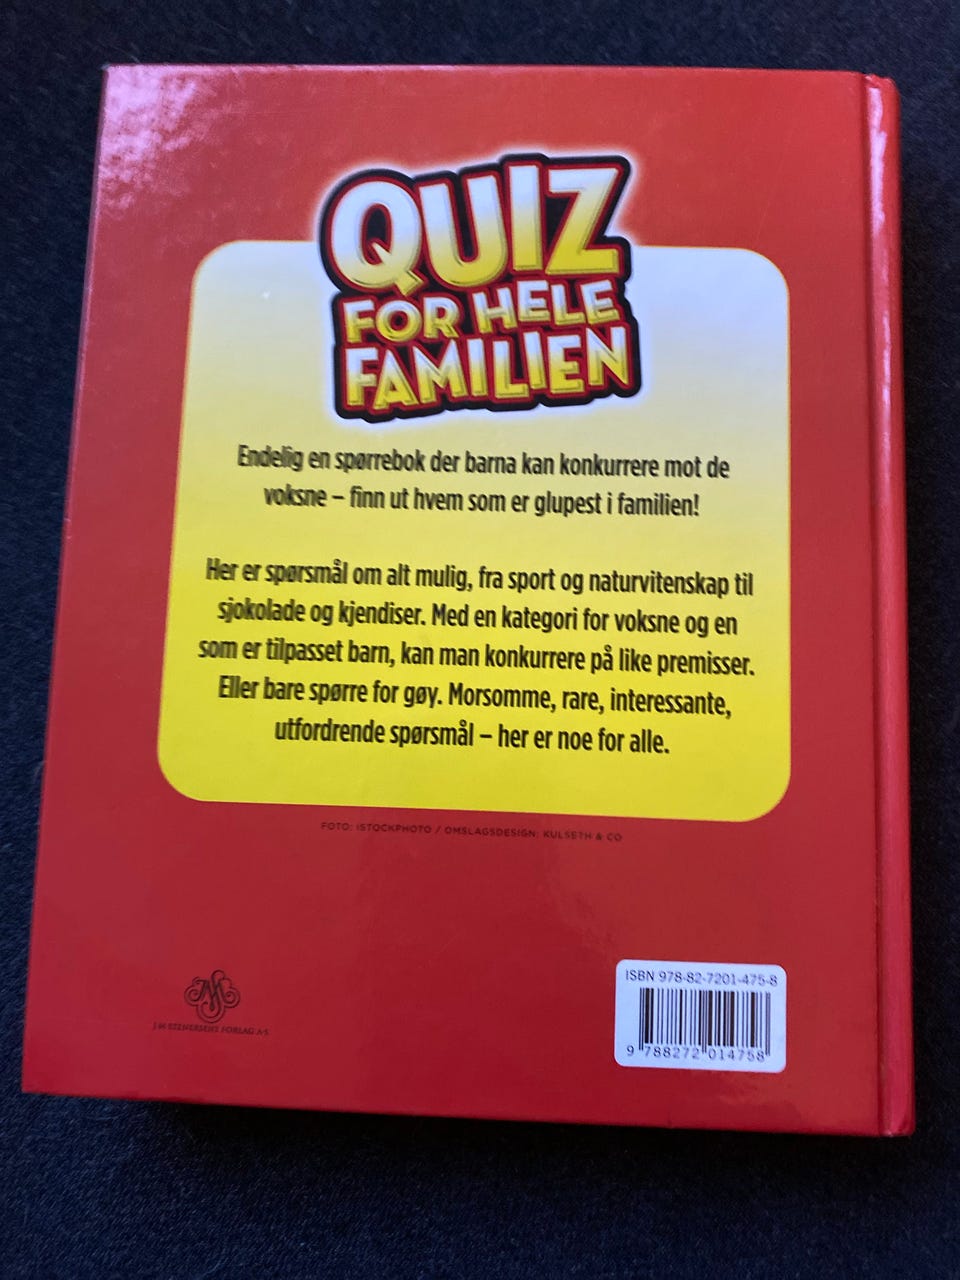 QUIZ
FOR HELE
FAMILIEN
Endelig en spørrebok der barna kan konkurrere mot de
voksne – finn ut hvem som er glupest i familien!
Her er spørsmål om alt mulig, fra sport og naturvitenskap til
sjokolade og kjendiser. Med en kategori for voksne og en
som er tilpasset barn, kan man konkurrere på like premisser.
Eller bare spørre for gøy. Morsomme, rare, interessante,
utfordrende spørsmål – her er noe for alle.
FOTO: ISTOCKPHOTO / OMSLAGSDESIGN: KULSETH & CO
J·M STENERSENS FORLAG A·S
ISBN 978-82-7201-475-8
9 788272 014758